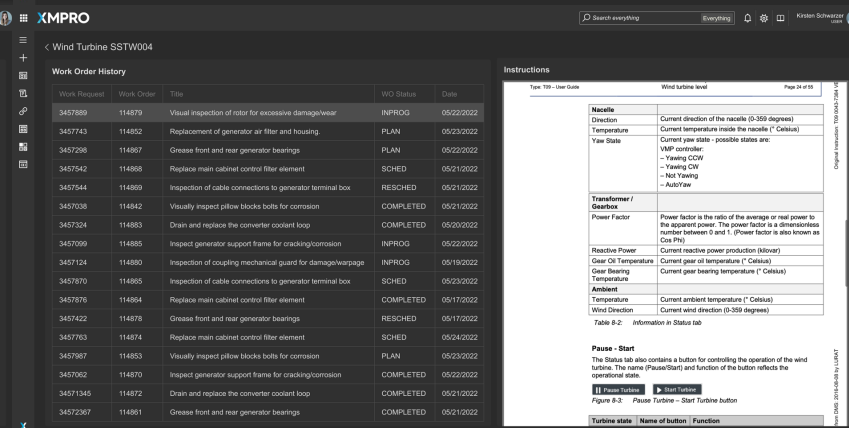 XMPRO
Search everything
Everything
Kirsten Schwarzer
USER
< Wind Turbine SSTW004
Work Order History
Work Request Work Order Title WO Status Date
3457889 114879 Visual inspection of rotor for excessive damage/wear INPROG 05/22/2022
3457743 114852 Replacement of generator air filter and housing. PLAN 05/23/2022
3457298 114867 Grease front and rear generator bearings PLAN 05/22/2022
3457542 114868 Replace main cabinet control filter element SCHED 05/21/2022
3457544 114869 Inspection of cable connections to generator terminal box RESCHED 05/21/2022
3457038 114842 Visually inspect pillow blocks bolts for corrosion COMPLETED 05/21/2022
3457324 114883 Drain and replace the converter coolant loop COMPLETED 05/20/2022
3457099 114885 Inspect generator support frame for cracking/corrosion INPROG 05/22/2022
3457124 114880 Inspection of coupling mechanical guard for damage/warpage INPROG 05/19/2022
3457870 114865 Inspection of cable connections to generator terminal box SCHED 05/23/2022
3457876 114864 Replace main cabinet control filter element COMPLETED 05/17/2022
3457422 114878 Grease front and rear generator bearings RESCHED 05/17/2022
3457763 114874 Replace main cabinet control filter element SCHED 05/24/2022
3457987 114853 Visually inspect pillow blocks bolts for corrosion PLAN 05/23/2022
3457062 114870 Inspect generator support frame for cracking/corrosion COMPLETED 05/22/2022
34571345 114872 Drain and replace the converter coolant loop COMPLETED 05/21/2022
34572367 114861 Grease front and rear generator bearings COMPLETED 05/21/2022
Instructions
Type: T09 – User Guide Wind turbine level Page 24 of 55
Nacelle
Direction Current direction of the nacelle (0-359 degrees)
Temperature Current temperature inside the nacelle (° Celsius)
Yaw State Current yaw state - possible states are:
VMP controller:
– Yawing CCW
– Yawing CW
– Not Yawing
– AutoYaw
Transformer /
Gearbox
Power Factor Power factor is the ratio of the average or real power to
the apparent power. The power factor is a dimensionless
number between 0 and 1. (Power factor is also known as
Cos Phi)
Reactive Power Current reactive power production (kilovar)
Gear Oil Temperature Current gear oil temperature (° Celsius)
Gear Bearing Current gear bearing temperature (° Celsius)
Temperature
Ambient
Temperature Current ambient temperature (° Celsius)
Wind Direction Current wind direction (0-359 degrees)
Table 8-2: Information in Status tab
Pause - Start
The Status tab also contains a button for controlling the operation of the wind
turbine. The name (Pause/Start) and function of the button reflects the
operational state.
Pause Turbine Start Turbine
Figure 8-3: Pause Turbine – Start Turbine button
Turbine state Name of button Function
Original Instruction: T09 0043-7384
from DMS: 2016-08-08 by LURAT